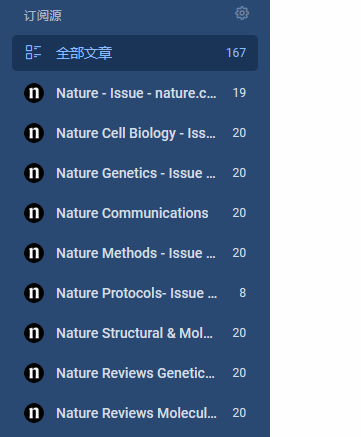 订阅源
全部文章 167
Nature - Issue - nature.c... 19
Nature Cell Biology - Iss... 20
Nature Genetics - Issue ... 20
Nature Communications 20
Nature Methods - Issue ... 20
Nature Protocols- Issue ... 8
Nature Structural & Mol... 20
Nature Reviews Genetic... 20
Nature Reviews Molecul... 20